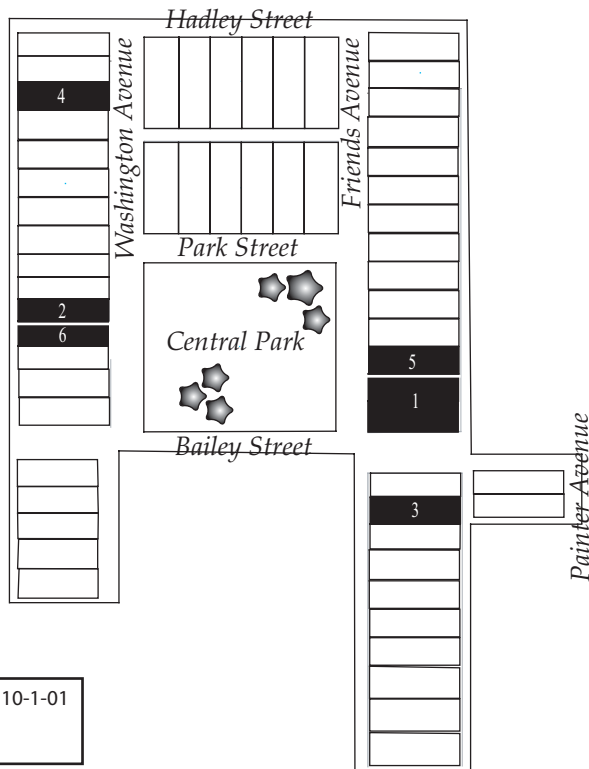 Hadley Street
Washington Avenue
Friends Avenue
4
Park Street
2
6
Central Park
5
1
Bailey Street
Painter Avenue
3
10-1-01